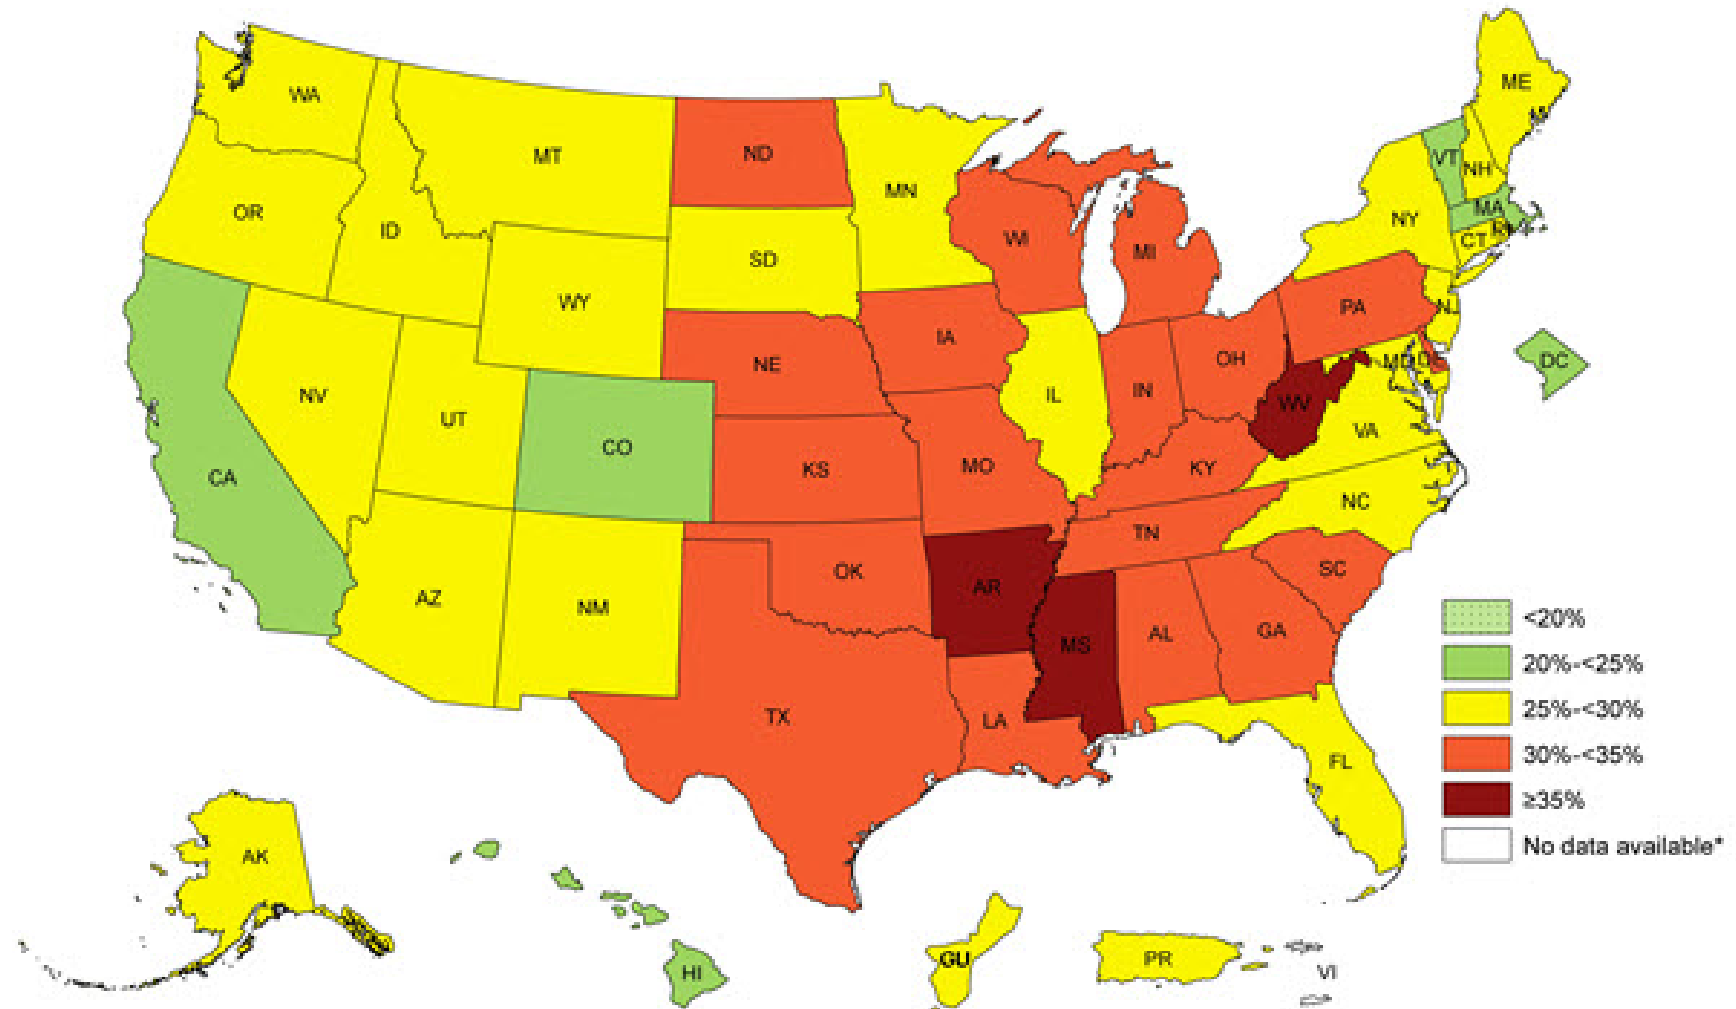 WA
ME
MT
ND
VT
NH
MN
OR
ID
MA
NY
WI
CT
RI
MI
SD
WY
PA
NJ
IA
OH
MD
DE
DC
NE
IN
NV
IL
WV
UT
VA
CO
KS
MO
KY
CA
NC
TN
OK
SC
AR
AZ
NM
AL
GA
MS
<20%
20%-<25%
TX
LA
25%-<30%
30%-<35%
FL
≥35%
No data available*
AK
GU
PR
HI
VI